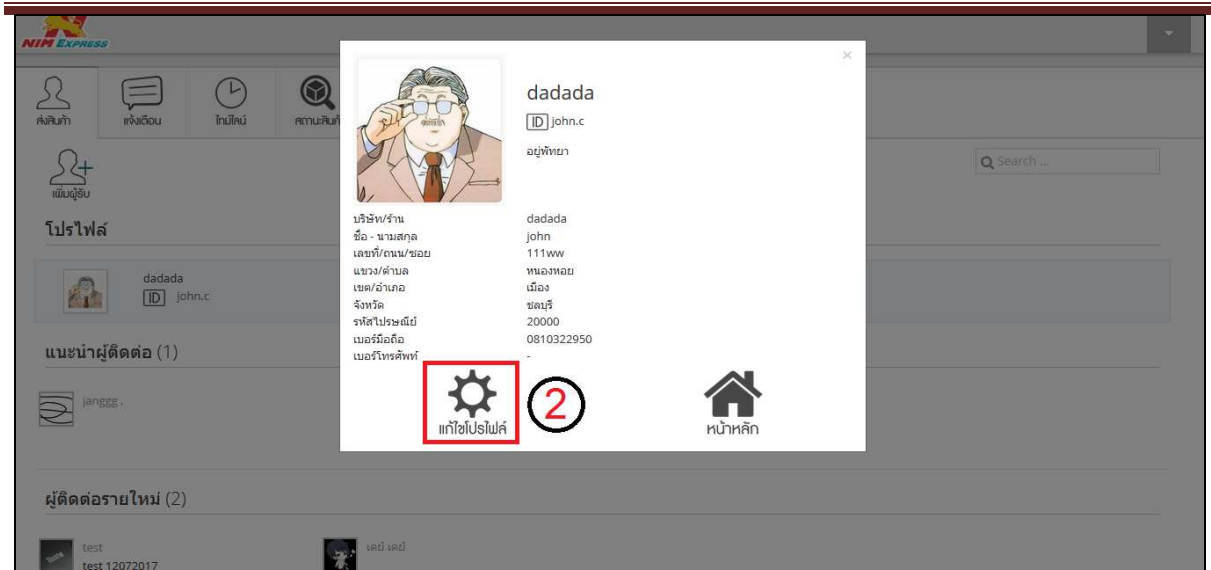 NIM EXPRESS
ส่งสินค้า
แจ้งเตือน
ไทม์ไลน์
สถานะสินค้
เพิ่มผู้รับ
Search ...
โปรไฟล์
dadada
ID john.c
แนะนำผู้ติดต่อ (1)
janggg .
ผู้ติดต่อรายใหม่ (2)
test
test 12072017
เคย์ เคย์
×
dadada
ID john.c
อยู่พัทยา
บริษัท/ร้าน dadada
ชื่อ - นามสกุล john
เลขที่/ถนน/ซอย 111ww
แขวง/ตำบล หนองหอย
เขต/อำเภอ เมือง
จังหวัด ชลบุรี
รหัสไปรษณีย์ 20000
เบอร์มือถือ 0810322950
เบอร์โทรศัพท์ -
แก้ไขโปรไฟล์
2
หน้าหลัก